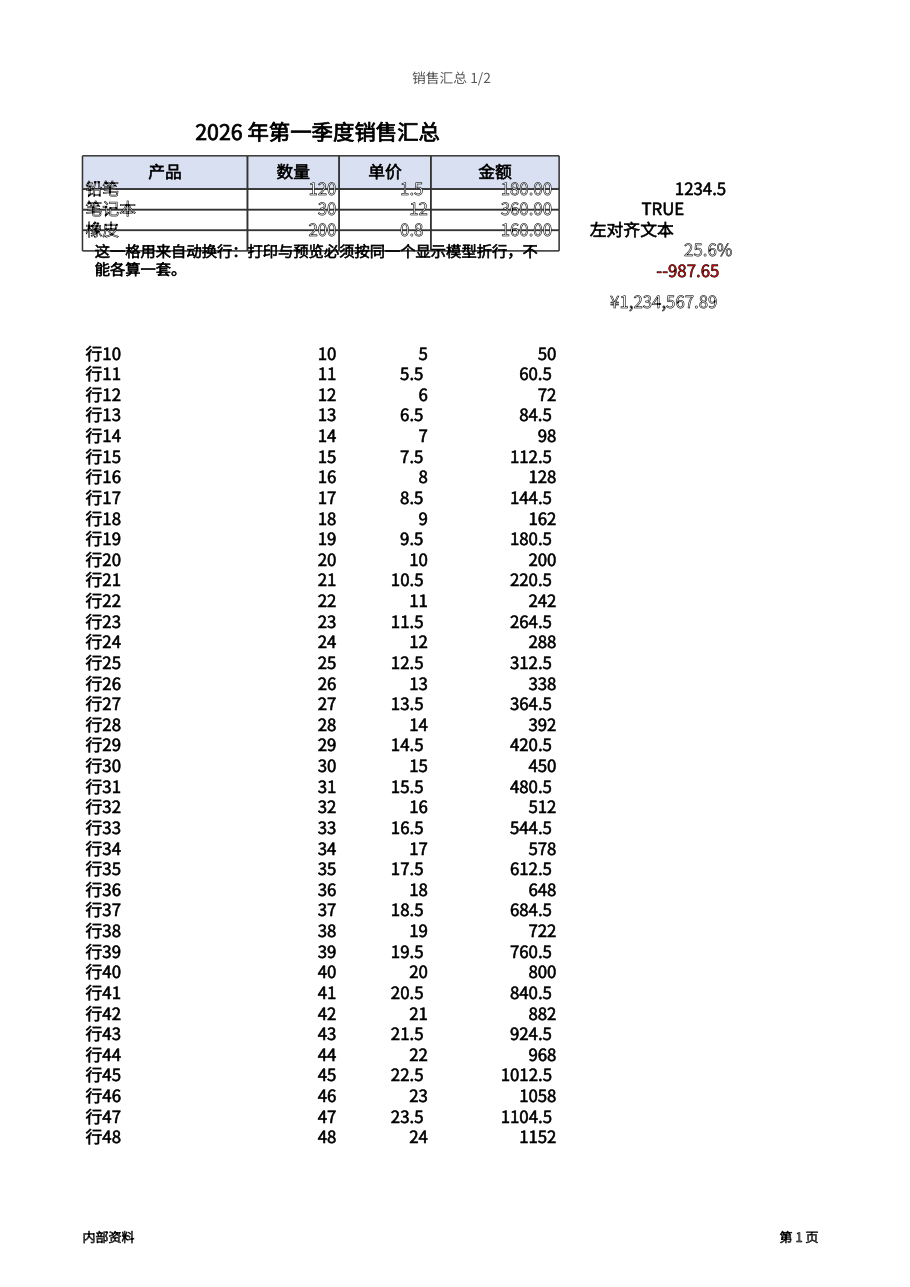 销售汇总 1/2
2026 年第一季度销售汇总
产品 数量 单价 金额
铅笔 120 1.5 180.00 1234.5
笔记本 30 12 360.00 TRUE
橡皮 200 0.8 160.00 左对齐文本
这一格用来自动换行：打印与预览必须按同一个显示模型折行，不 25.6%
能各算一套。 --987.65
¥1,234,567.89
行10 10 5 50
行11 11 5.5 60.5
行12 12 6 72
行13 13 6.5 84.5
行14 14 7 98
行15 15 7.5 112.5
行16 16 8 128
行17 17 8.5 144.5
行18 18 9 162
行19 19 9.5 180.5
行20 20 10 200
行21 21 10.5 220.5
行22 22 11 242
行23 23 11.5 264.5
行24 24 12 288
行25 25 12.5 312.5
行26 26 13 338
行27 27 13.5 364.5
行28 28 14 392
行29 29 14.5 420.5
行30 30 15 450
行31 31 15.5 480.5
行32 32 16 512
行33 33 16.5 544.5
行34 34 17 578
行35 35 17.5 612.5
行36 36 18 648
行37 37 18.5 684.5
行38 38 19 722
行39 39 19.5 760.5
行40 40 20 800
行41 41 20.5 840.5
行42 42 21 882
行43 43 21.5 924.5
行44 44 22 968
行45 45 22.5 1012.5
行46 46 23 1058
行47 47 23.5 1104.5
行48 48 24 1152
内部资料 第 1 页